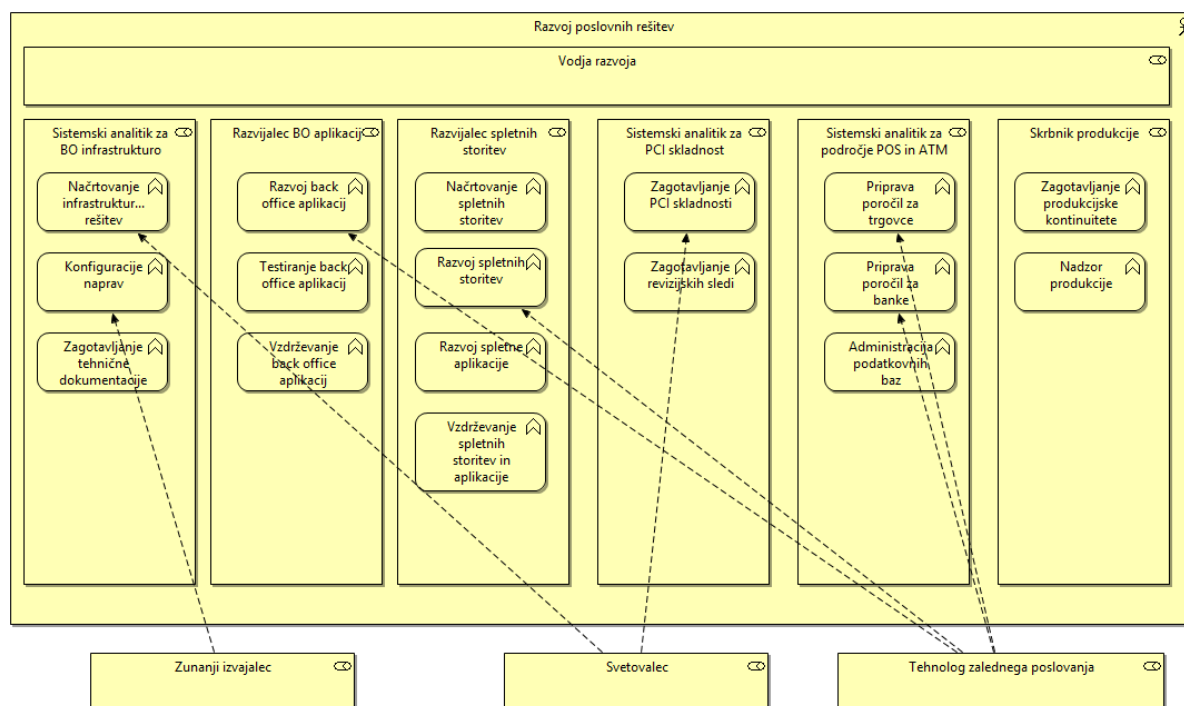 Razvoj poslovnih rešitev
Vodja razvoja
Sistemski analitik za
BO infrastrukturo
Načrtovanje
infrastruktur...
rešitev
Konfiguracije
naprav
Zagotavljanje
tehnične
dokumentacije
Razvijalec BO aplikacij
Razvoj back
office aplikacij
Testiranje back
office aplikacij
Vzdrževanje
back office
aplikacij
Razvijalec spletnih
storitev
Načrtovanje
spletnih
storitev
Razvoj spletnih
storitev
Razvoj spletne
aplikacije
Vzdrževanje
spletnih
storitev in
aplikacije
Sistemski analitik za
PCI skladnost
Zagotavljanje
PCI skladnosti
Zagotavljanje
revizijskih sledi
Sistemski analitik za
področje POS in ATM
Priprava
poročil za
trgovce
Priprava
poročil za
banke
Administracija
podatkovnih
baz
Skrbnik produkcije
Zagotavljanje
produkcijske
kontinuitete
Nadzor
produkcije
Zunanji izvajalec
Svetovalec
Tehnolog zalednega poslovanja